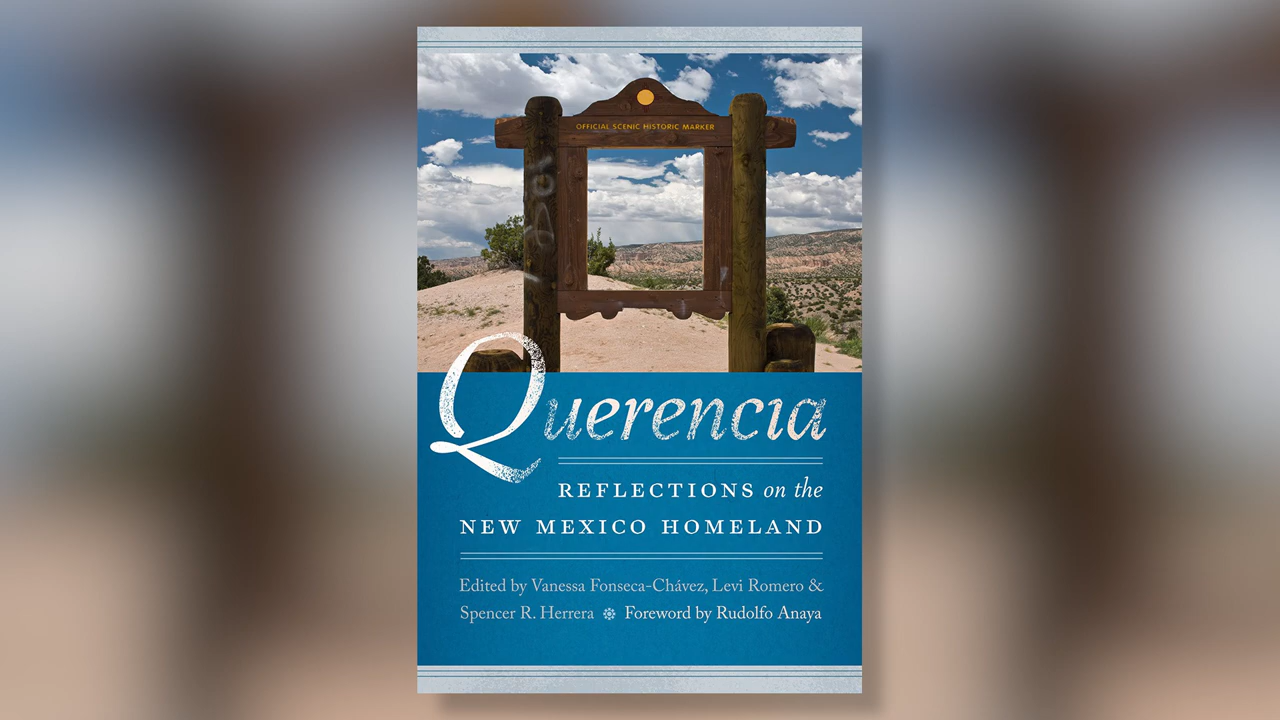 OFFICIAL SCENIC HISTORIC MARKER
Querencia
REFLECTIONS on the
NEW MEXICO HOMELAND
Edited by Vanessa Fonseca-Chávez, Levi Romero &
Spencer R. Herrera ❉ Foreword by Rudolfo Anaya